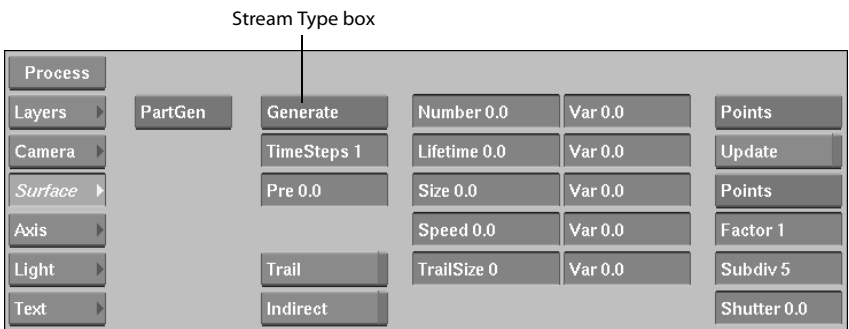 Stream Type box
Process
Layers PartGen Generate Number 0.0 Var 0.0 Points
Camera TimeSteps 1 Lifetime 0.0 Var 0.0 Update
Surface Pre 0.0 Size 0.0 Var 0.0 Points
Axis Speed 0.0 Var 0.0 Factor 1
Light Trail TrailSize 0 Var 0.0 Subdiv 5
Text Indirect Shutter 0.0